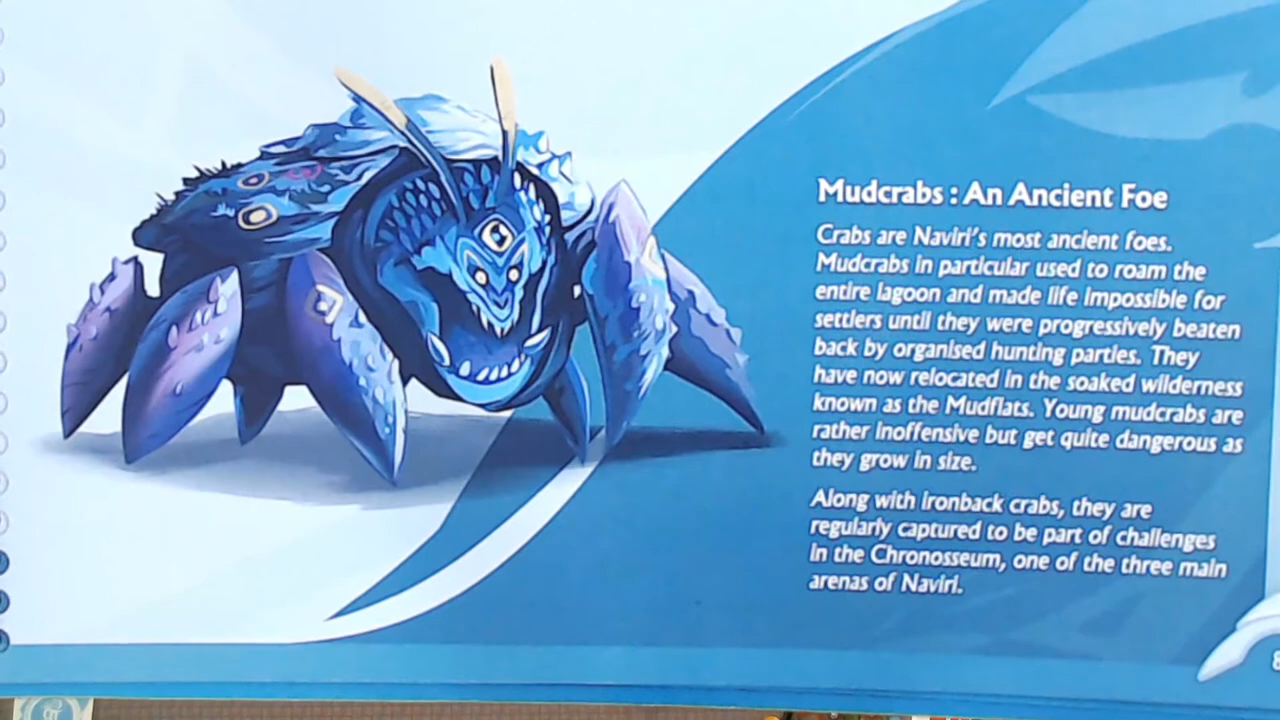 Mudcrabs : An Ancient Foe
Crabs are Naviri's most ancient foes.
Mudcrabs in particular used to roam the
entire lagoon and made life impossible for
settlers until they were progressively beaten
back by organised hunting parties. They
have now relocated in the soaked wilderness
known as the Mudflats. Young mudcrabs are
rather inoffensive but get quite dangerous as
they grow in size.
Along with ironback crabs, they are
regularly captured to be part of challenges
in the Chronosseum, one of the three main
arenas of Naviri.